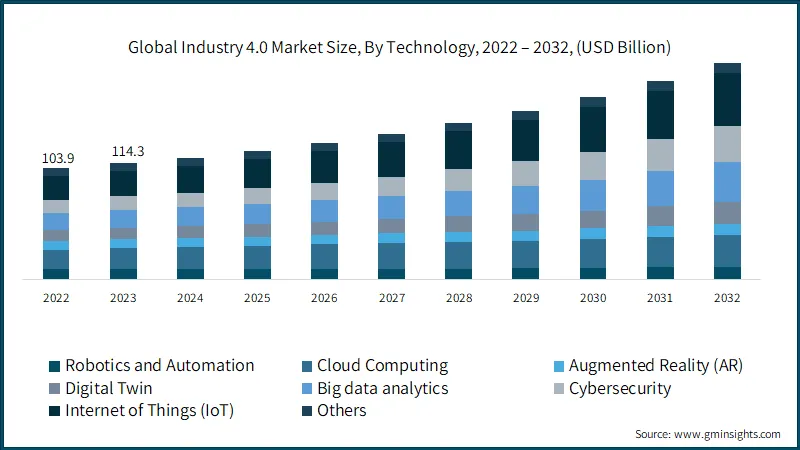 Global Industry 4.0 Market Size, By Technology, 2022 – 2032, (USD Billion)
103.9
114.3
2022 2023 2024 2025 2026 2027 2028 2029 2030 2031 2032
Robotics and Automation Cloud Computing Augmented Reality (AR)
Digital Twin Big data analytics Cybersecurity
Internet of Things (IoT) Others
Source: www.gminsights.com